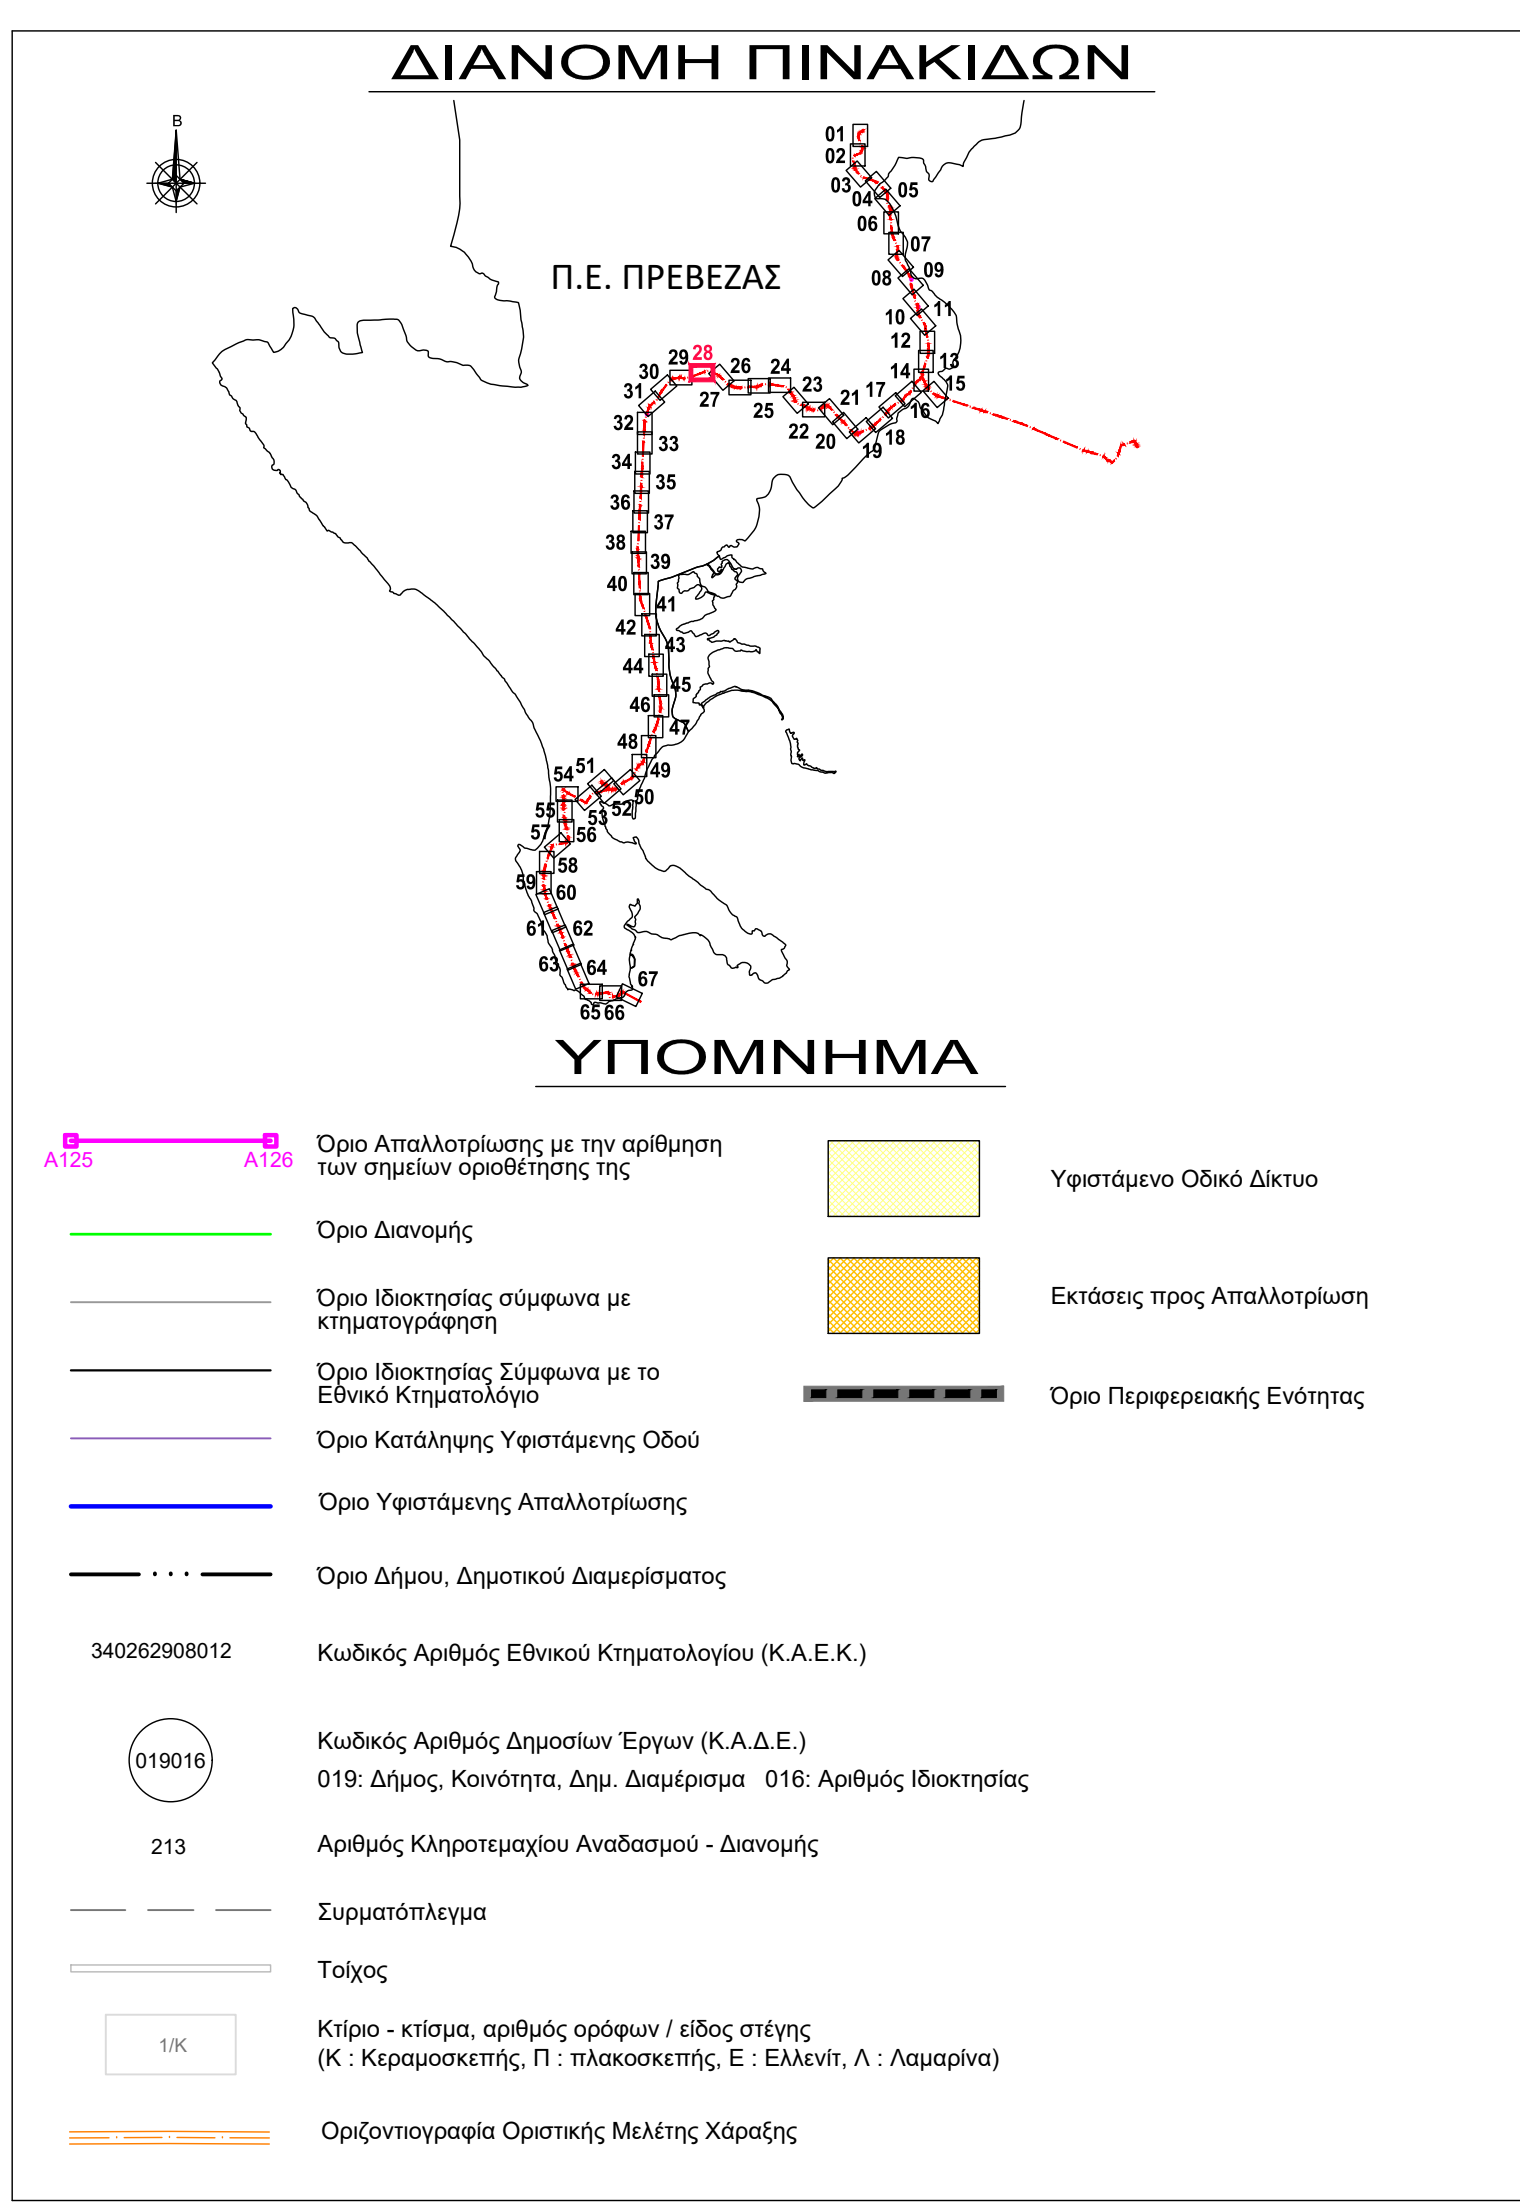 ΔΙΑΝΟΜΗ ΠΙΝΑΚΙΔΩΝ
Β
Π.Ε. ΠΡΕΒΕΖΑΣ
01
02
03
04
05
06
07
08
09
10
11
12
13
14
15
16
17
18
19
20
21
22
23
24
25
26
27
28
29
30
31
32
33
34
35
36
37
38
39
40
41
42
43
44
45
46
47
48
49
50
51
52
53
54
55
56
57
58
59
60
61
62
63
64
65
66
67
ΥΠΟΜΝΗΜΑ
A125 A126
Όριο Απαλλοτρίωσης με την αρίθμηση
των σημείων οριοθέτησης της
Όριο Διανομής
Όριο Ιδιοκτησίας σύμφωνα με
κτηματογράφηση
Όριο Ιδιοκτησίας Σύμφωνα με το
Εθνικό Κτηματολόγιο
Όριο Κατάληψης Υφιστάμενης Οδού
Όριο Υφιστάμενης Απαλλοτρίωσης
Όριο Δήμου, Δημοτικού Διαμερίσματος
340262908012 Κωδικός Αριθμός Εθνικού Κτηματολογίου (Κ.Α.Ε.Κ.)
019016
Κωδικός Αριθμός Δημοσίων Έργων (Κ.Α.Δ.Ε.)
019: Δήμος, Κοινότητα, Δημ. Διαμέρισμα 016: Αριθμός Ιδιοκτησίας
213 Αριθμός Κληροτεμαχίου Αναδασμού - Διανομής
Συρματόπλεγμα
Τοίχος
1/Κ
Κτίριο - κτίσμα, αριθμός ορόφων / είδος στέγης
(Κ : Κεραμοσκεπής, Π : πλακοσκεπής, Ε : Ελλενίτ, Λ : Λαμαρίνα)
Οριζοντιογραφία Οριστικής Μελέτης Χάραξης
Υφιστάμενο Οδικό Δίκτυο
Εκτάσεις προς Απαλλοτρίωση
Όριο Περιφερειακής Ενότητας